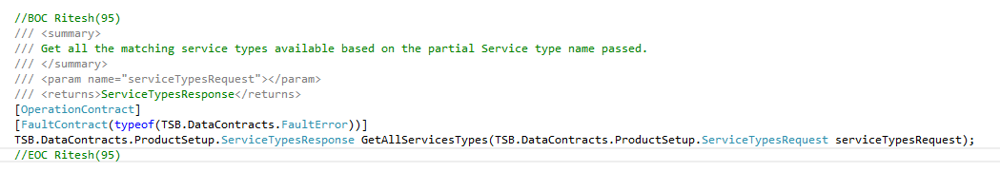 //BOC Ritesh(95)
/// <summary>
/// Get all the matching service types available based on the partial Service type name passed.
/// </summary>
/// <param name="serviceTypesRequest"></param>
/// <returns>ServiceTypesResponse</returns>
[OperationContract]
[FaultContract(typeof(TSB.DataContracts.FaultError))]
TSB.DataContracts.ProductSetup.ServiceTypesResponse GetAllServicesTypes(TSB.DataContracts.ProductSetup.ServiceTypesRequest serviceTypesRequest);
//EOC Ritesh(95)